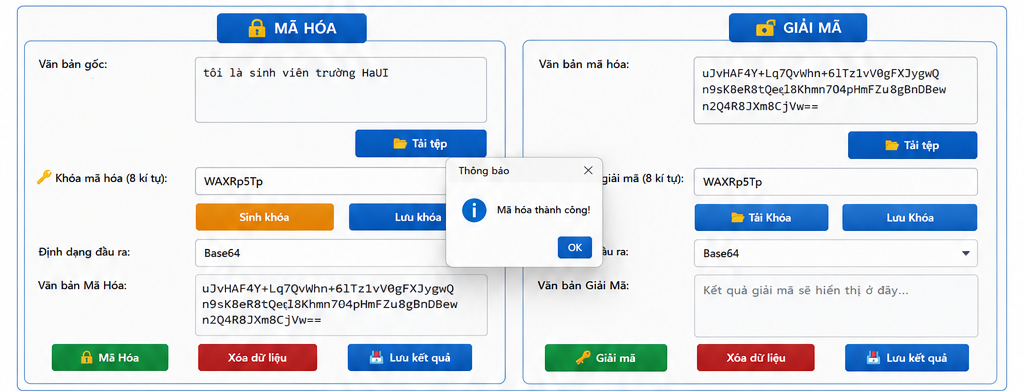 MÃ HÓA
Văn bản gốc:
tôi là sinh viên trường HaUI
Tải tệp
Khóa mã hóa (8 kí tự):
WAXRp5Tp
Sinh khóa
Lưu khóa
Định dạng đầu ra:
Base64
Văn bản Mã Hóa:
uJvHAF4Y+Lq7QvWhn+6lTz1vV0gFXJygwQ
n9sK8eR8tQeql8Khmn7O4pHmFZu8gBnDBew
n2Q4R8JXm8CjVw==
Mã Hóa
Xóa dữ liệu
Lưu kết quả
Thông báo
Mã hóa thành công!
OK
GIẢI MÃ
Văn bản mã hóa:
uJvHAF4Y+Lq7QvWhn+6lTz1vV0gFXJygwQ
n9sK8eR8tQeql8Khmn7O4pHmFZu8gBnDBew
n2Q4R8JXm8CjVw==
Tải tệp
giải mã (8 kí tự):
WAXRp5Tp
Tải Khóa
Lưu Khóa
ra:
Base64
Văn bản Giải Mã:
Kết quả giải mã sẽ hiển thị ở đây...
Giải mã
Xóa dữ liệu
Lưu kết quả